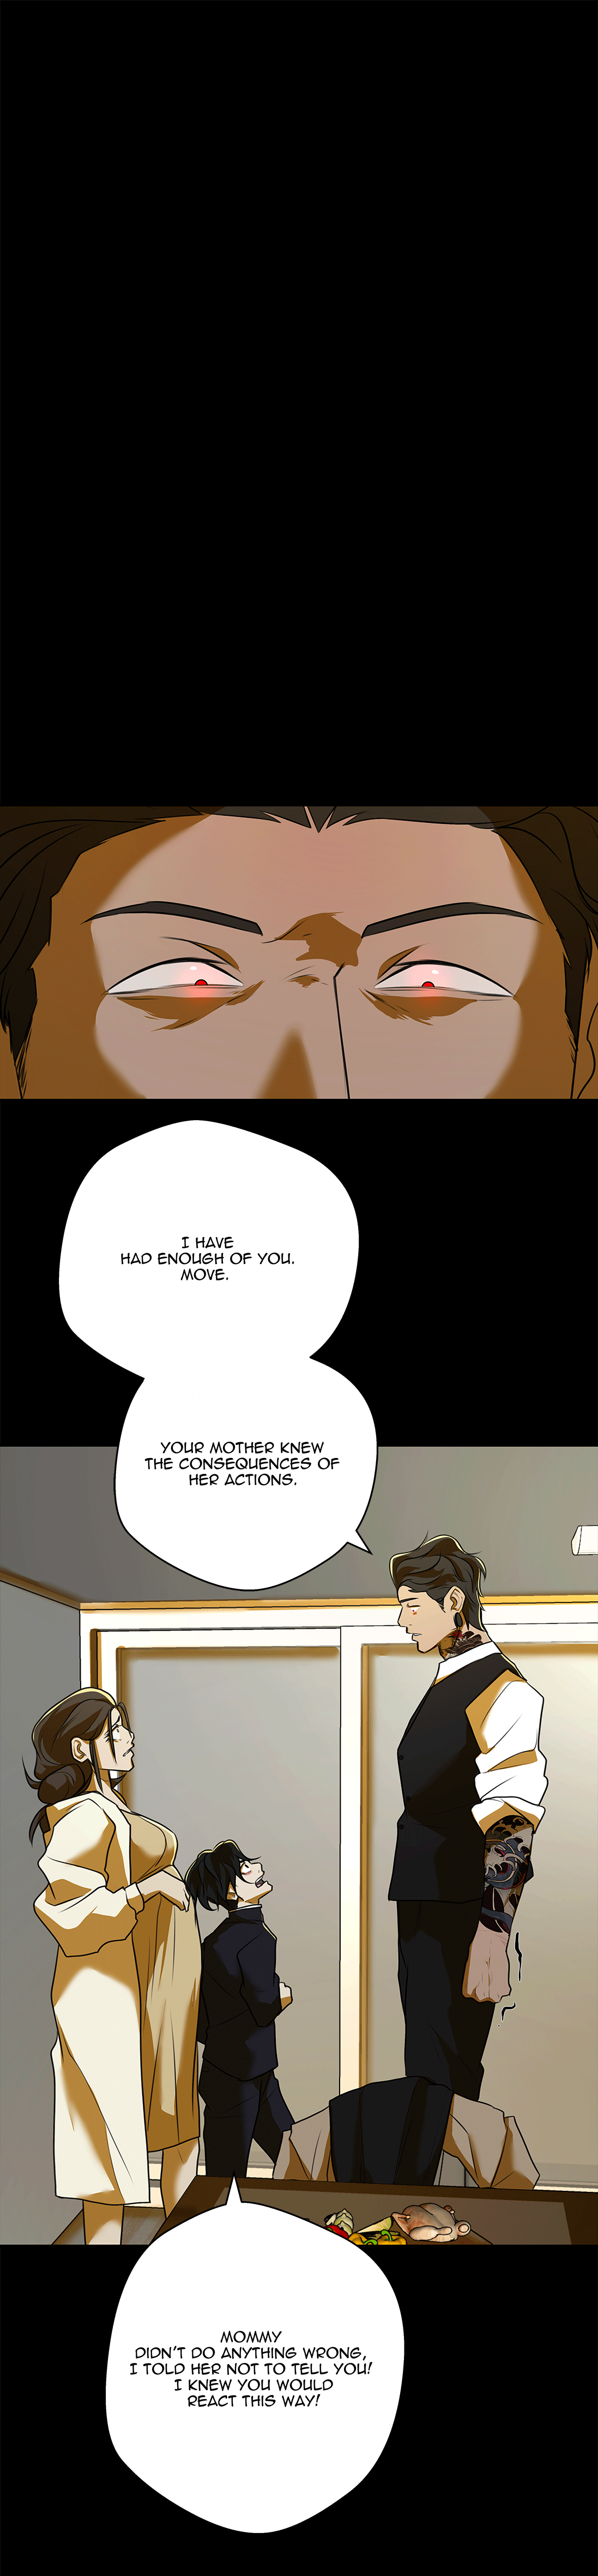 I HAVE
HAD ENOUGH OF YOU.
MOVE.
YOUR MOTHER KNEW
THE CONSEQUENCES OF
HER ACTIONS.
MOMMY
DIDN'T DO ANYTHING WRONG,
I TOLD HER NOT TO TELL YOU!
I KNEW YOU WOULD
REACT THIS WAY!